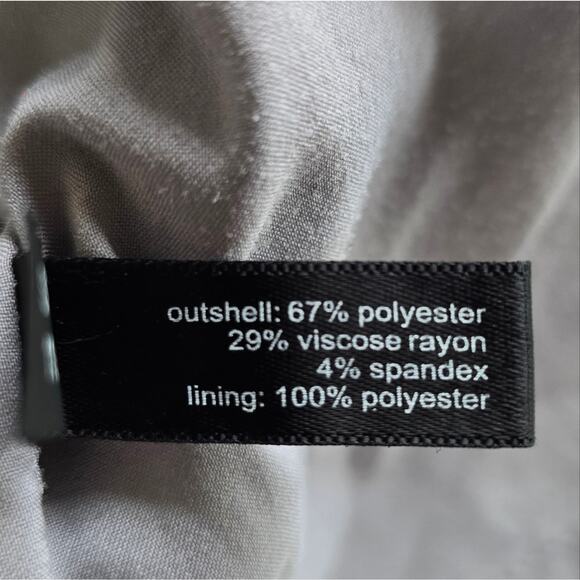 outshell: 67% polyester
29% viscose rayon
4% spandex
lining: 100% polyester